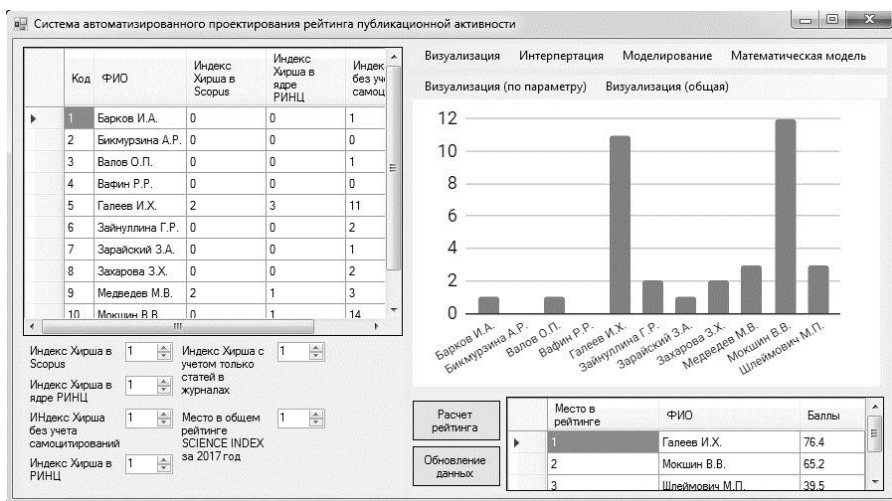 Система автоматизированного проектирования рейтинга публикационной активности
Код ФИО Индекс Хирша в Scopus Индекс Хирша в ядре РИНЦ Индек без уч самоц
1 Барков И.А. 0 0 1
2 Бикмурзина А.Р. 0 0 0
3 Валов О.П. 0 0 1
4 Вафин Р.Р. 0 0 0
5 Галеев И.Х. 2 3 11
6 Зайнуллина Г.Р. 0 0 2
7 Зарайский З.А. 0 0 1
8 Захарова З.Х. 0 0 2
9 Медведев М.В. 2 1 3
10 Мокшин В.В. 0 1 14
Индекс Хирша в Scopus 1
Индекс Хирша в ядре РИНЦ 1
ИНдекс Хирша без учета самоцитирований 1
Индекс Хирша в РИНЦ 1
Индекс Хирша с учетом только статей в журналах 1
Место в общем рейтинге SCIENCE INDEX за 2017 год 1
Визуализация Интерпертация Моделирование Математическая модель
Визуализация (по параметру) Визуализация (общая)
12
10
8
6
4
2
0
Барков И.А.
Бикмурзина А.Р.
Валов О.П.
Вафин Р.Р.
Галеев И.Х.
Зайнуллина Г.Р.
Зарайский З.А.
Захарова З.Х.
Медведев М.В.
Мокшин В.В.
Шлеймович М.П.
Расчет рейтинга
Обновление данных
Место в рейтинге ФИО Баллы
1 Галеев И.Х. 76.4
2 Мокшин В.В. 65.2
3 Шлеймович М.П. 39.5